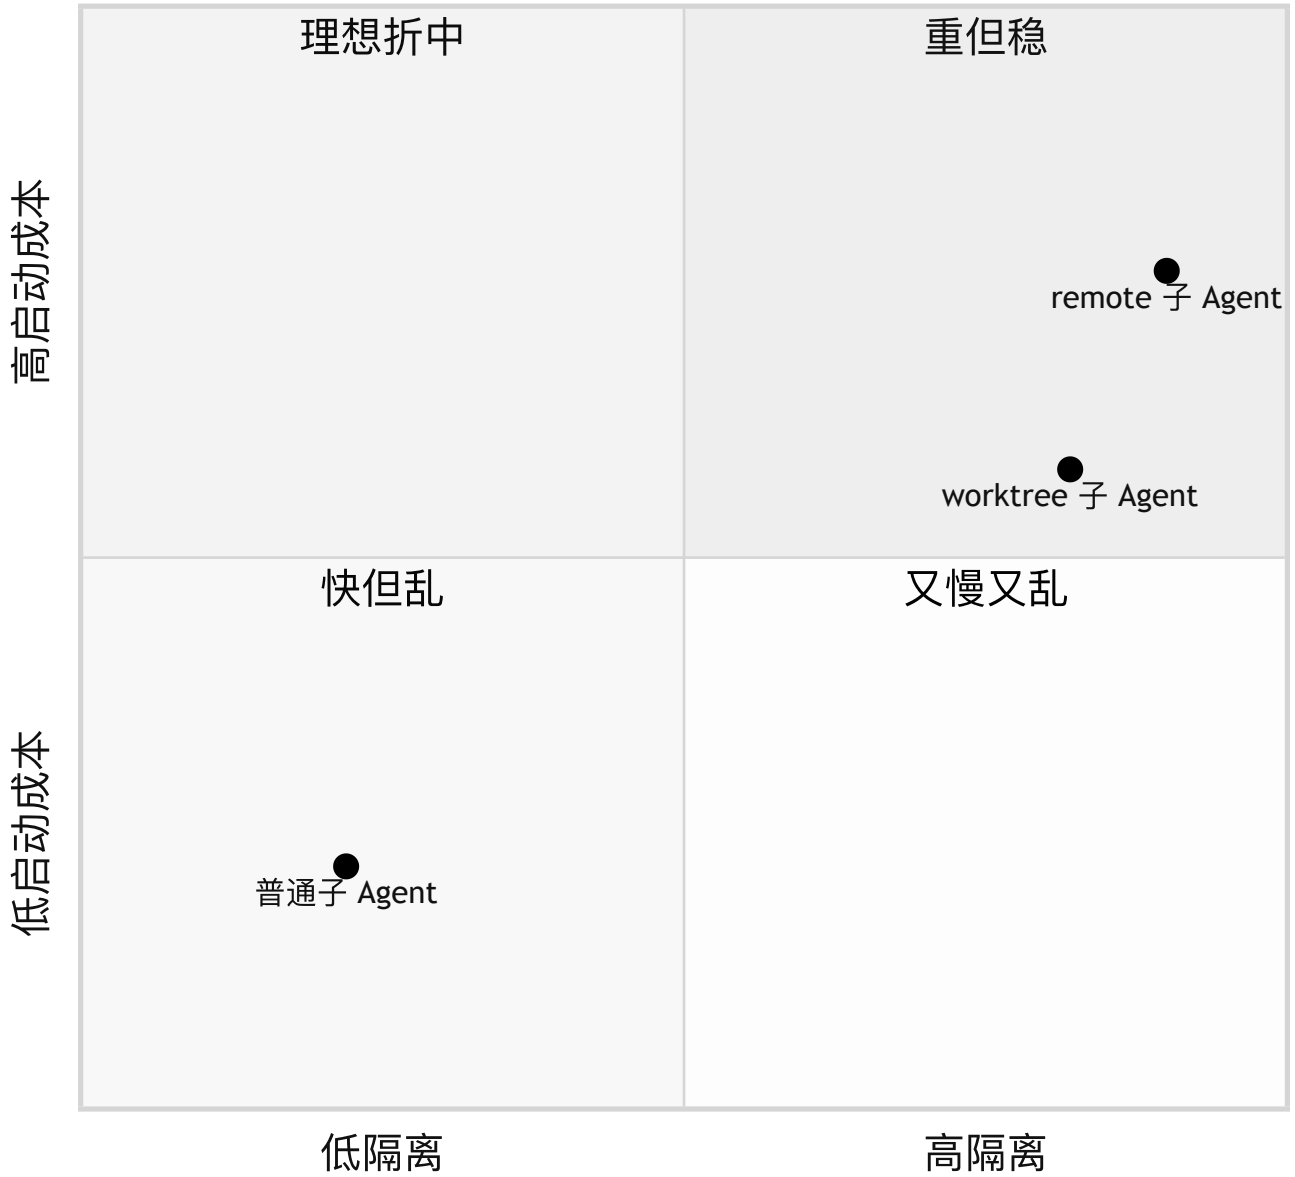 理想折中
重但稳
高启动成本
remote 子 Agent
worktree 子 Agent
快但乱
又慢又乱
低启动成本
普通子 Agent
低隔离
高隔离